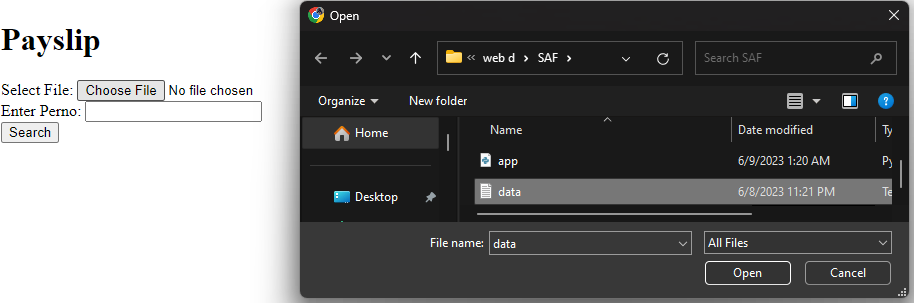 Payslip
Select File: Choose File No file chosen
Enter Perno:
Search
Open
« web d > SAF >
Search SAF
Organize
New folder
Home
Desktop
Name
Date modified
Ty
app
6/9/2023 1:20 AM
Py
data
6/8/2023 11:21 PM
Te
File name: data
All Files
Open
Cancel